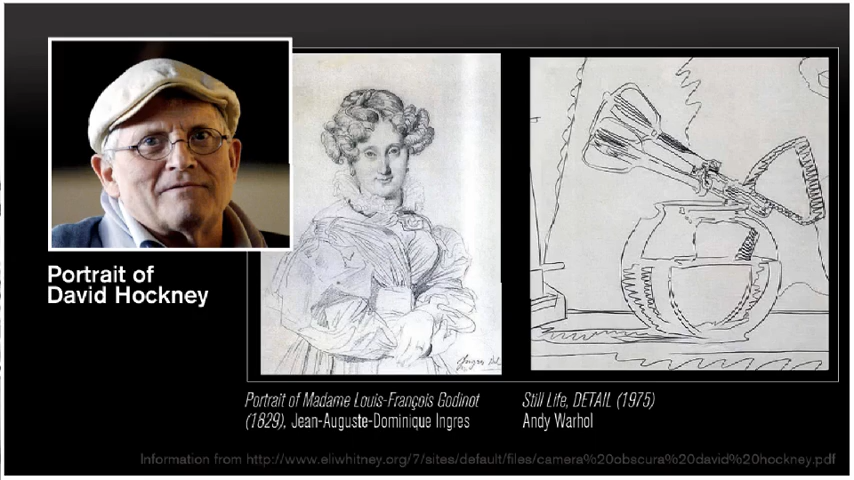 Portrait of
David Hockney
Portrait of Madame Louis-François Godinot
(1829), Jean-Auguste-Dominique Ingres
Still Life, DETAIL (1975)
Andy Warhol
Information from http://www.eliwhitney.org/7/sites/default/files/camera%20obscura%20david%20hockney.pdf